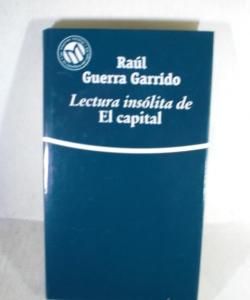 Raúl
Guerra Garrido
Lectura insólita de
El capital